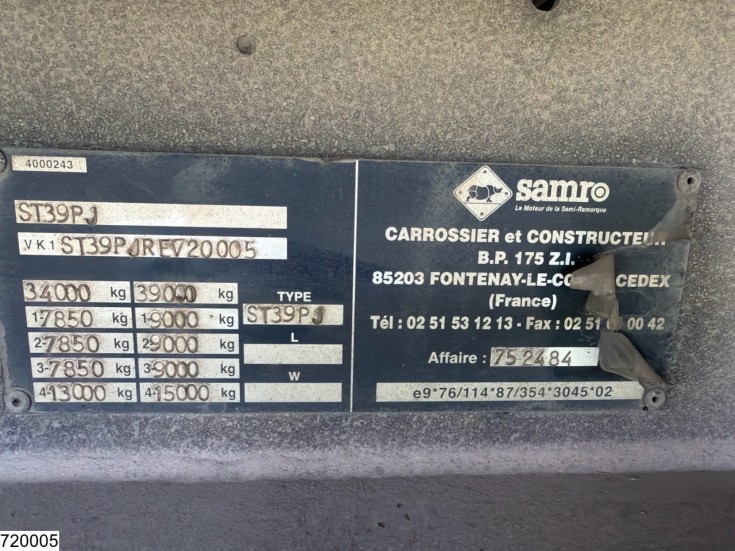 4000243
ST39PJ
VK1 ST39PJREV20005
34000 kg 39000 kg
1-7850 kg 1-9000 kg
2-7850 kg 2-9000 kg
3-7850 kg 3-9000 kg
4-13000 kg 4-15000 kg
TYPE
ST39PJ
L
W
samro
Le Moteur de la Semi-Remorque
CARROSSIER et CONSTRUCTEUR
B.P. 175 Z.I.
85203 FONTENAY-LE-CO CEDEX
(France)
Tél : 02 51 53 12 13 - Fax : 02 51 00 42
Affaire : 752484
e9*76/114*87/354*3045*02
720005